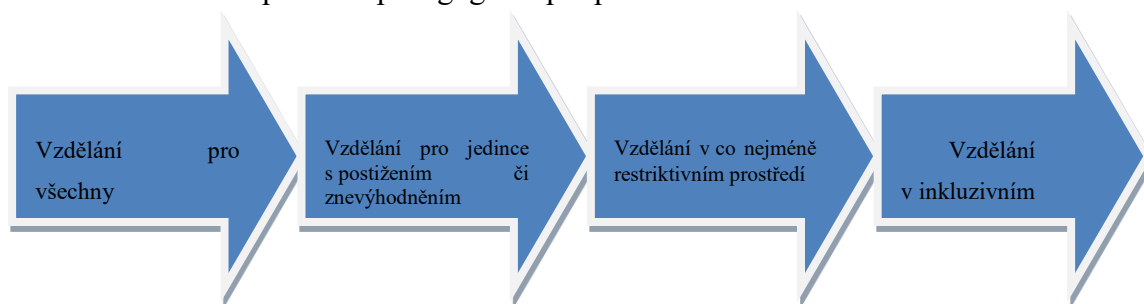 Vzdělání pro
všechny
Vzdělání pro jedince
s postižením či
znevýhodněním
Vzdělání v co nejméně
restriktivním prostředí
Vzdělání
v inkluzivním